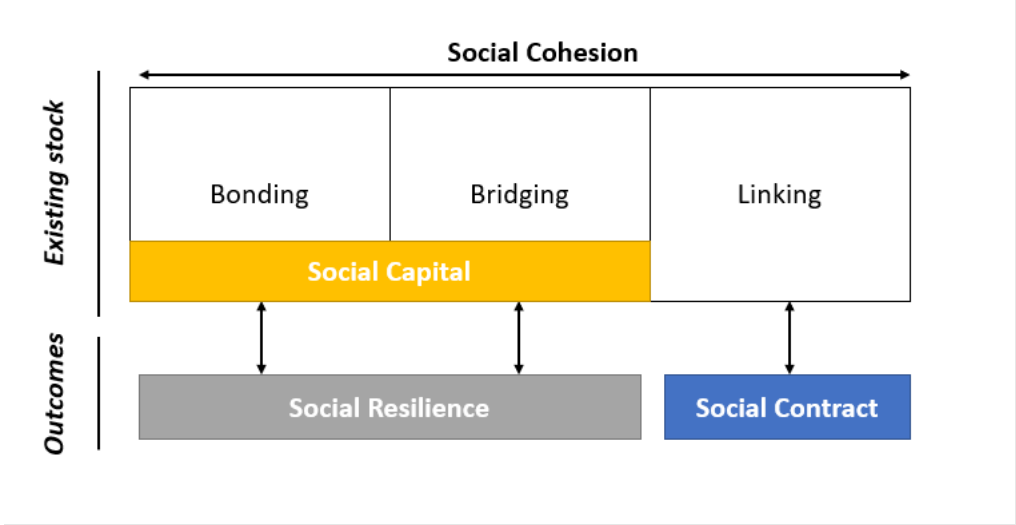 Social Cohesion
Existing stock
Bonding
Bridging
Linking
Social Capital
Outcomes
Social Resilience
Social Contract